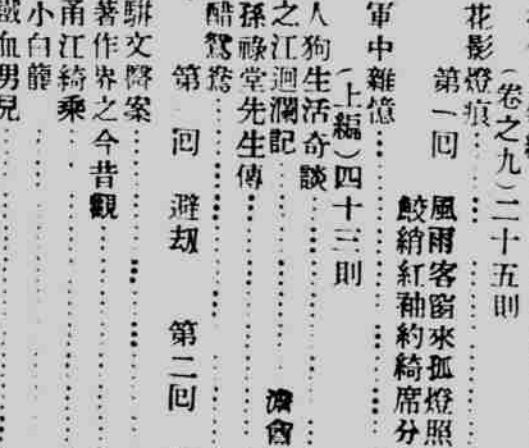 (卷之九)二十五則
花影燈痕
第一回 風雨客窗來孤燈照
鮫綃紅袖約綺席分
軍中雜憶
(上編)四十三則
人狗生活奇談
之江迴瀾記
孫祿堂先生傳
醋鴛鴦
第一回 避刼 第二回
駢文醫案
著作界之今昔觀
甬江綺乘
小白龍
鐵血男兒